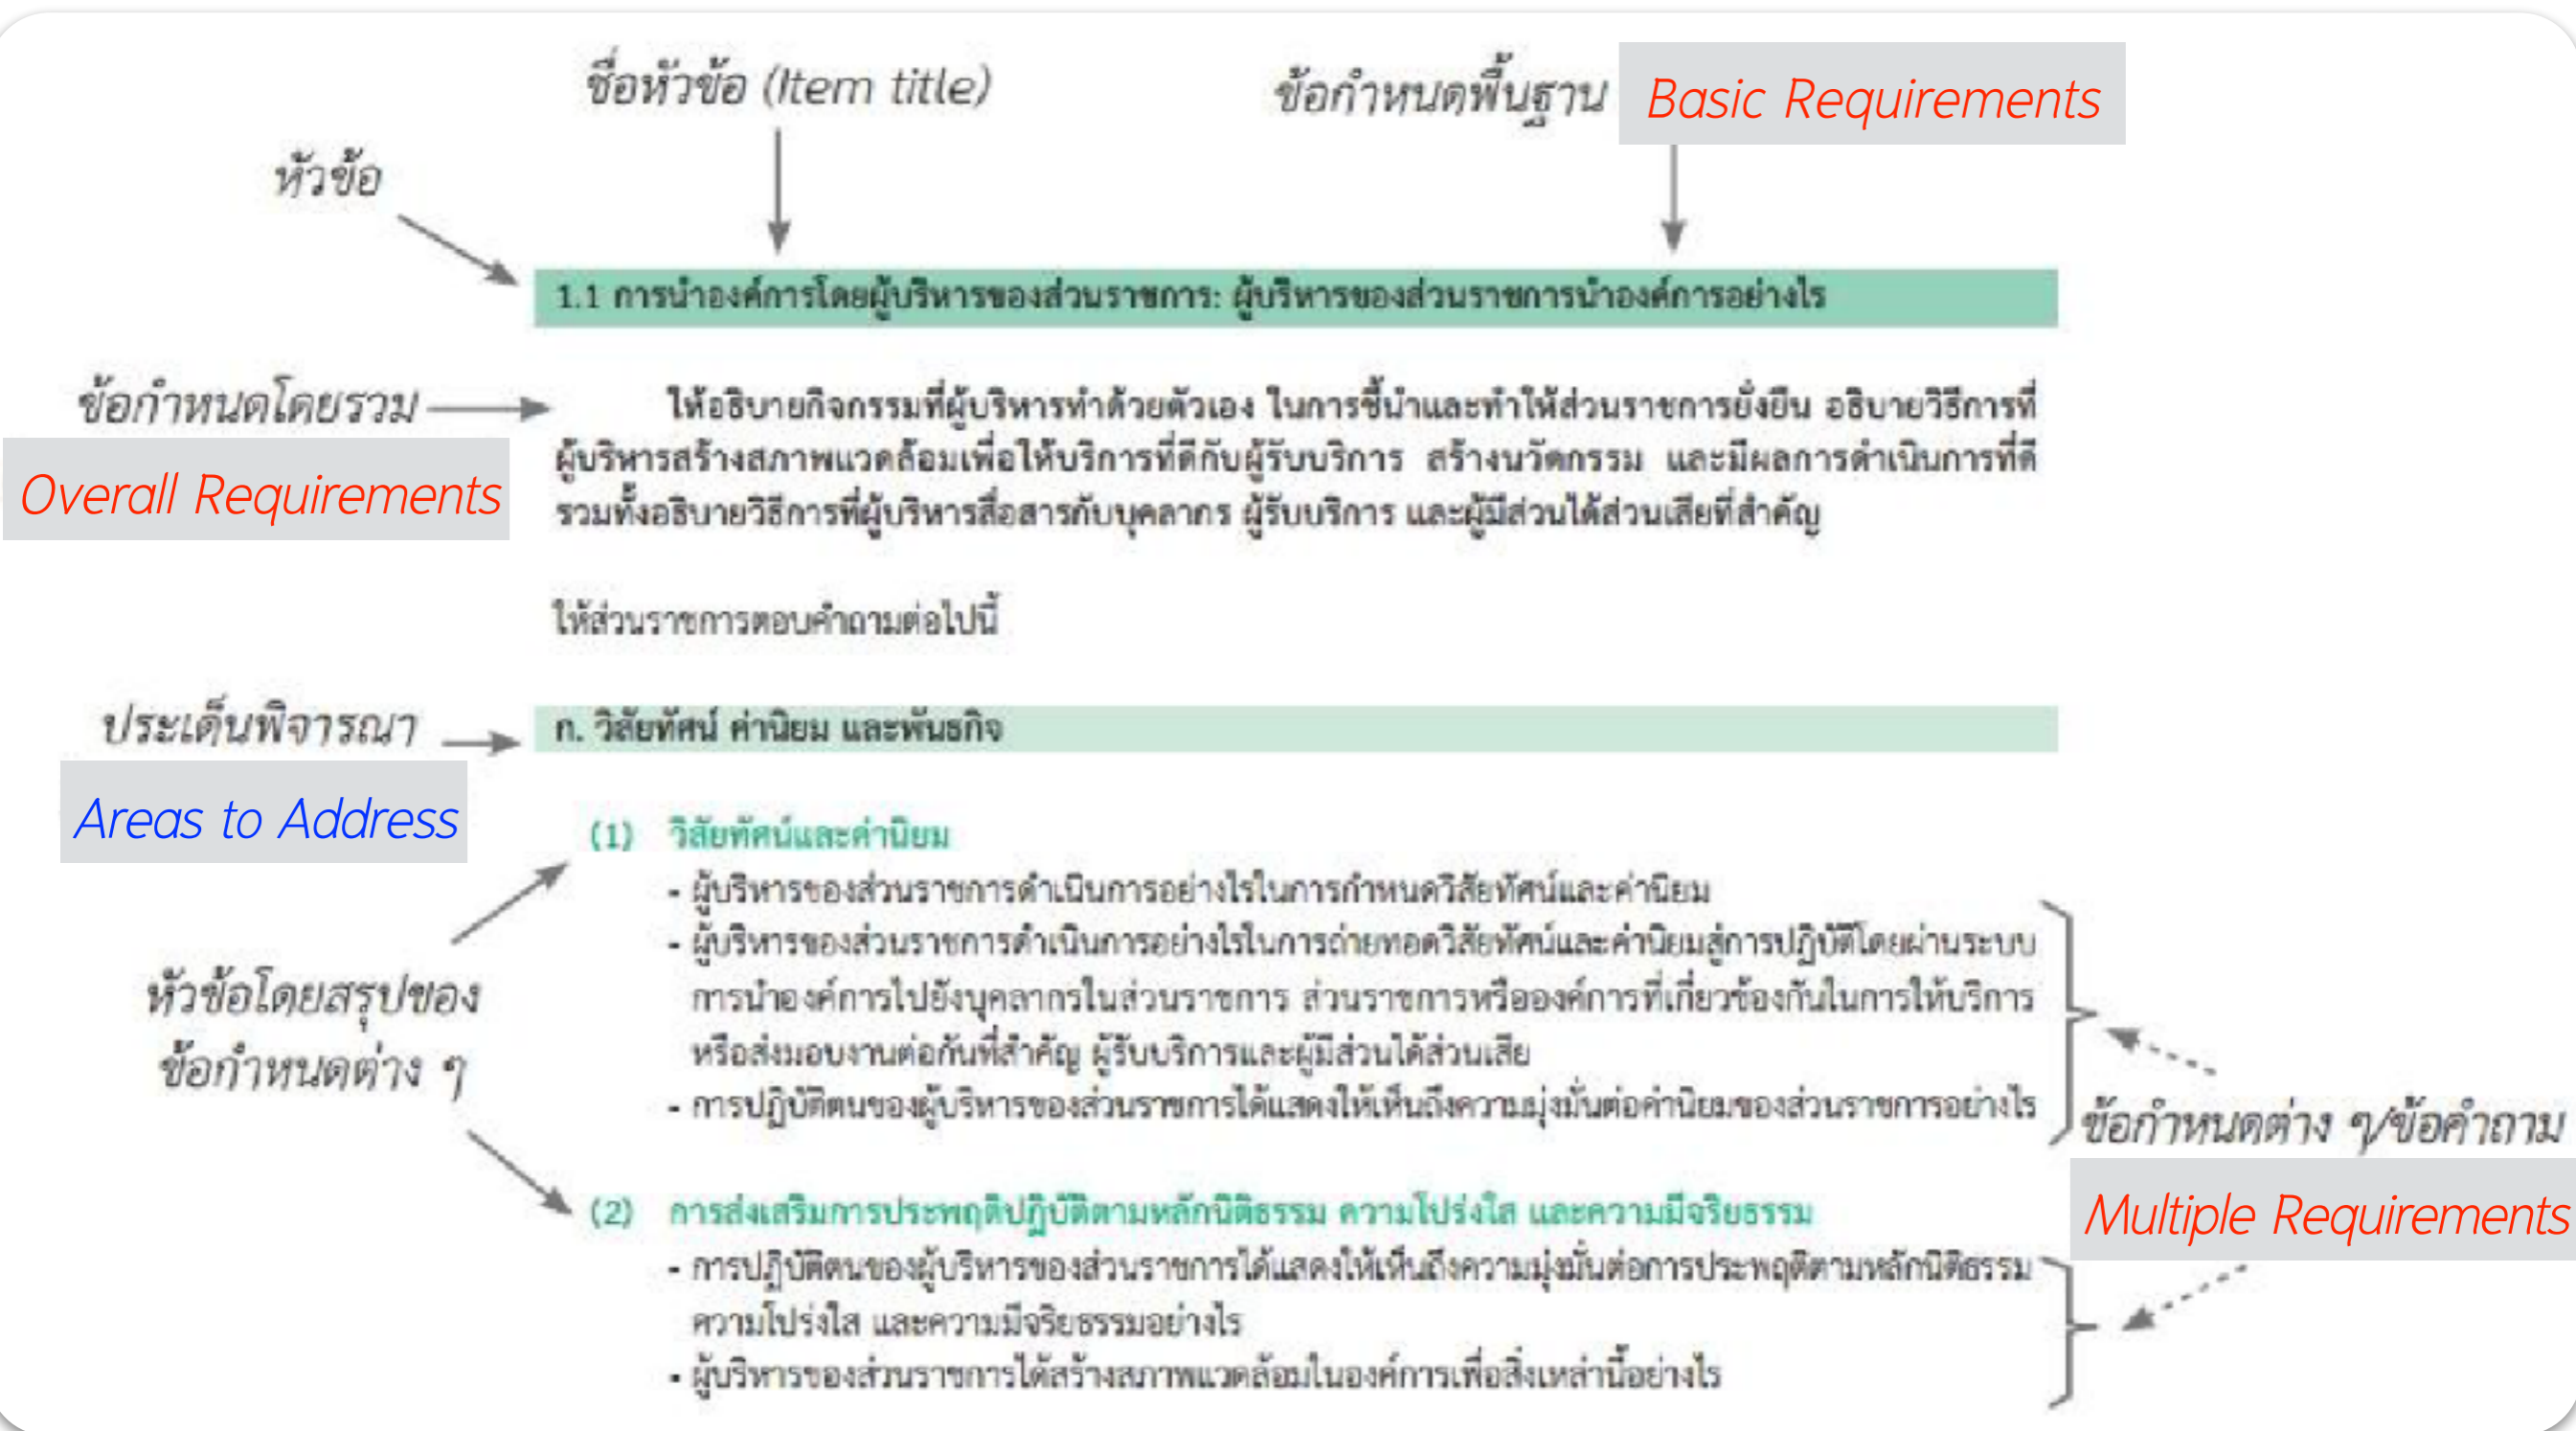 ชื่อหัวข้อ (Item title)
ข้อกำหนดพื้นฐาน Basic Requirements
หัวข้อ
1.1 การนำองค์การโดยผู้บริหารของส่วนราชการ: ผู้บริหารของส่วนราชการนำองค์การอย่างไร
ข้อกำหนดโดยรวม
Overall Requirements
ให้อธิบายกิจกรรมที่ผู้บริหารทำด้วยตัวเอง ในการชี้นำและทำให้ส่วนราชการยั่งยืน อธิบายวิธีการที่
ผู้บริหารสร้างสภาพแวดล้อมเพื่อให้บริการที่ดีกับผู้รับบริการ สร้างนวัตกรรม และมีผลการดำเนินการที่ดี
รวมทั้งอธิบายวิธีการที่ผู้บริหารสื่อสารกับบุคลากร ผู้รับบริการ และผู้มีส่วนได้ส่วนเสียที่สำคัญ
ให้ส่วนราชการตอบคำถามต่อไปนี้
ประเด็นพิจารณา
Areas to Address
ก. วิสัยทัศน์ ค่านิยม และพันธกิจ
หัวข้อโดยสรุปของ
ข้อกำหนดต่าง ๆ
(1) วิสัยทัศน์และค่านิยม
- ผู้บริหารของส่วนราชการดำเนินการอย่างไรในการกำหนดวิสัยทัศน์และค่านิยม
- ผู้บริหารของส่วนราชการดำเนินการอย่างไรในการถ่ายทอดวิสัยทัศน์และค่านิยมสู่การปฏิบัติโดยผ่านระบบ
การนำองค์การไปยังบุคลากรในส่วนราชการ ส่วนราชการหรือองค์การที่เกี่ยวข้องกันในการให้บริการ
หรือส่งมอบงานต่อกันที่สำคัญ ผู้รับบริการและผู้มีส่วนได้ส่วนเสีย
- การปฏิบัติตนของผู้บริหารของส่วนราชการได้แสดงให้เห็นถึงความมุ่งมั่นต่อค่านิยมของส่วนราชการอย่างไร
ข้อกำหนดต่าง ๆ/ข้อคำถาม
Multiple Requirements
(2) การส่งเสริมการประพฤติปฏิบัติตามหลักนิติธรรม ความโปร่งใส และความมีจริยธรรม
- การปฏิบัติตนของผู้บริหารของส่วนราชการได้แสดงให้เห็นถึงความมุ่งมั่นต่อการประพฤติตามหลักนิติธรรม
ความโปร่งใส และความมีจริยธรรมอย่างไร
- ผู้บริหารของส่วนราชการได้สร้างสภาพแวดล้อมในองค์การเพื่อสิ่งเหล่านี้อย่างไร